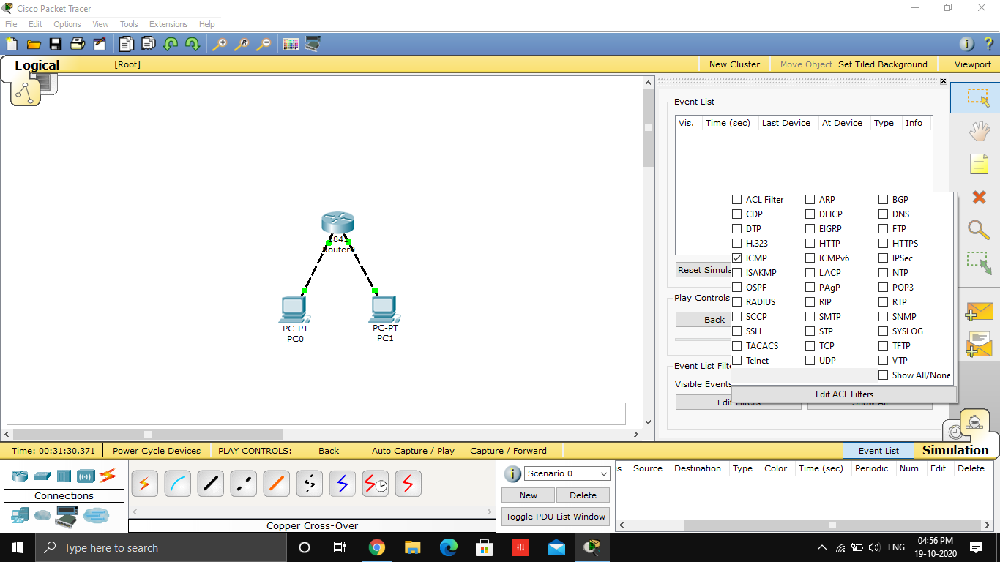 Cisco Packet Tracer
File Edit Options View Tools Extensions Help
Logical [Root] New Cluster Move Object Set Tiled Background Viewport
Event List
Vis. Time (sec) Last Device At Device Type Info
ACL Filter ARP BGP
CDP DHCP DNS
DTP EIGRP FTP
H.323 HTTP HTTPS
ICMP ICMPv6 IPSec
ISAKMP LACP NTP
OSPF PAgP POP3
RADIUS RIP RTP
SCCP SMTP SNMP
SSH STP SYSLOG
TACACS TCP TFTP
Telnet UDP VTP
Show All/None
Edit ACL Filters
Reset Simula
Play Controls
Back
Event List Filte
Visible Events
Edit Filters Show All
1841
Router0
PC-PT
PC0
PC-PT
PC1
Time: 00:31:30.371 Power Cycle Devices PLAY CONTROLS: Back Auto Capture / Play Capture / Forward Event List Simulation
Connections
Copper Cross-Over
Scenario 0
New Delete
Toggle PDU List Window
us Source Destination Type Color Time (sec) Periodic Num Edit Delete
Type here to search
ENG
04:56 PM
19-10-2020